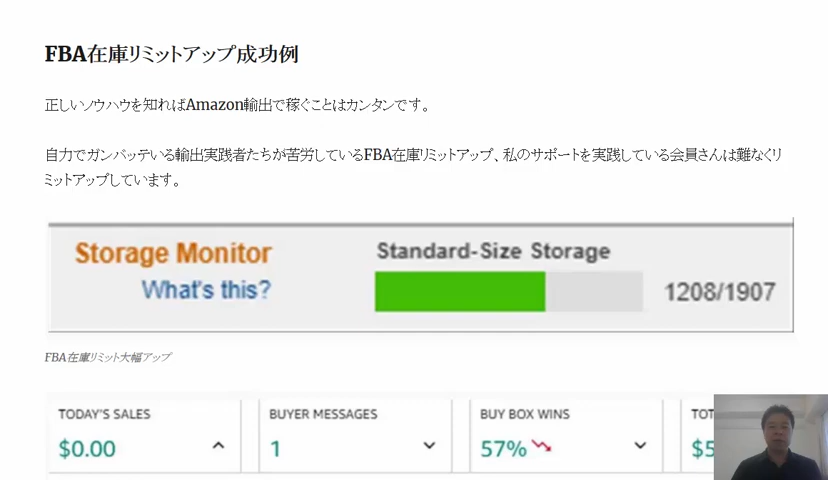 FBA在庫リミットアップ成功例
正しいノウハウを知ればAmazon輸出で稼ぐことはカンタンです。
自力でガンバッテいる輸出実践者たちが苦労しているFBA在庫リミットアップ、私のサポートを実践している会員さんは難なくリ
ミットアップしています。
Storage Monitor
Standard-Size Storage
What's this?
1208/1907
FBA在庫リミット大幅アップ
TODAY'S SALES
BUYER MESSAGES
BUY BOX WINS
TOT
$0.00
1
57%
$5